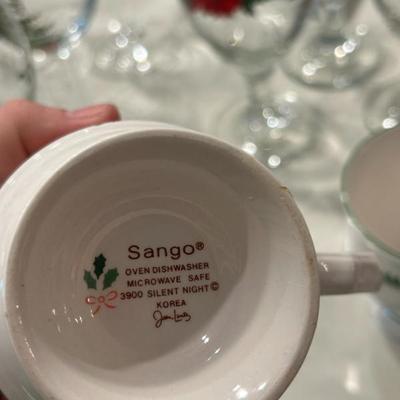 Sango®
OVEN DISHWASHER
MICROWAVE SAFE
3900 SILENT NIGHT©
KOREA